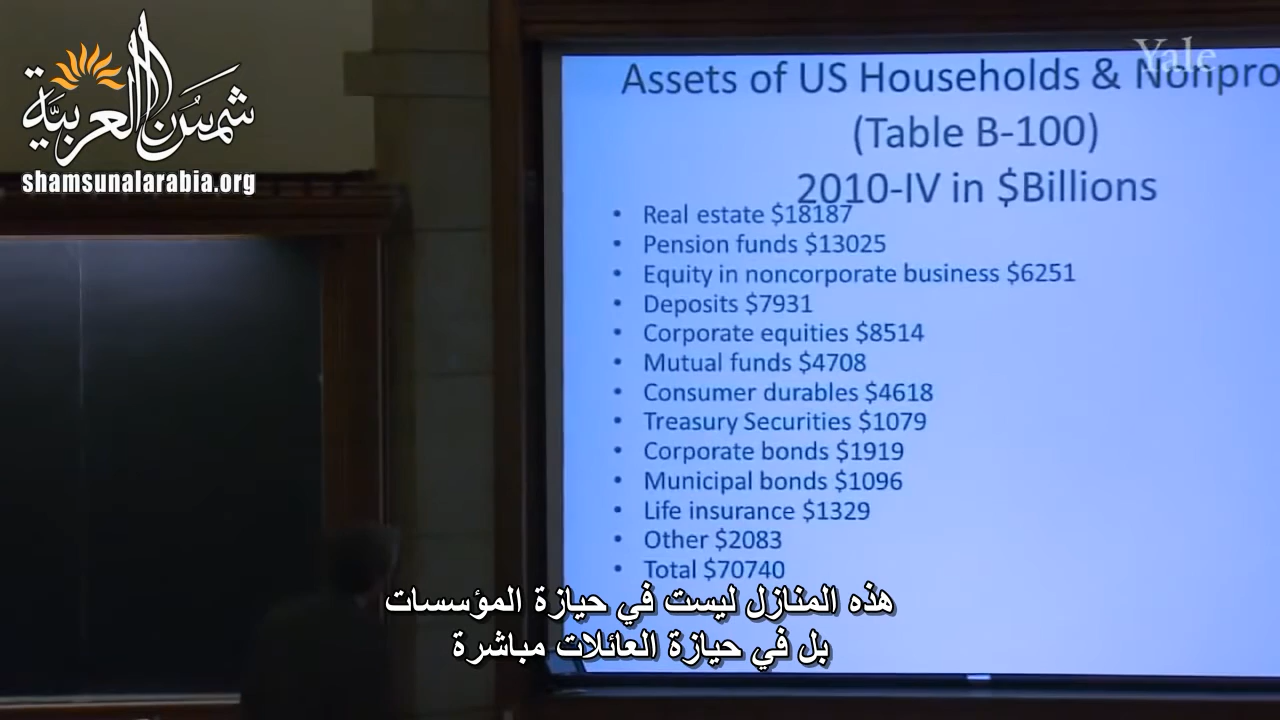 شمس العربية
shamsunalarabia.org
Yale
Assets of US Households & Nonpro
(Table B-100)
2010-IV in $Billions
• Real estate $18187
• Pension funds $13025
• Equity in noncorporate business $6251
• Deposits $7931
• Corporate equities $8514
• Mutual funds $4708
• Consumer durables $4618
• Treasury Securities $1079
• Corporate bonds $1919
• Municipal bonds $1096
• Life insurance $1329
• Other $2083
• Total $70740
هذه المنازل ليست في حيازة المؤسسات
بل في حيازة العائلات مباشرة